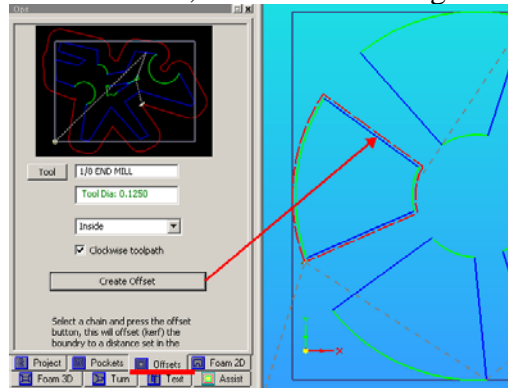 Opti
Tool
1/8 END MILL
Tool Dia: 0.1250
Inside
Clockwise toolpath
Create Offset
Select a chain and press the offset
button, this will offset (kerf) the
boundry to a distance set in the
Project
Pockets
Offsets
Foam 2D
Foam 3D
Turn
Text
Assist
X